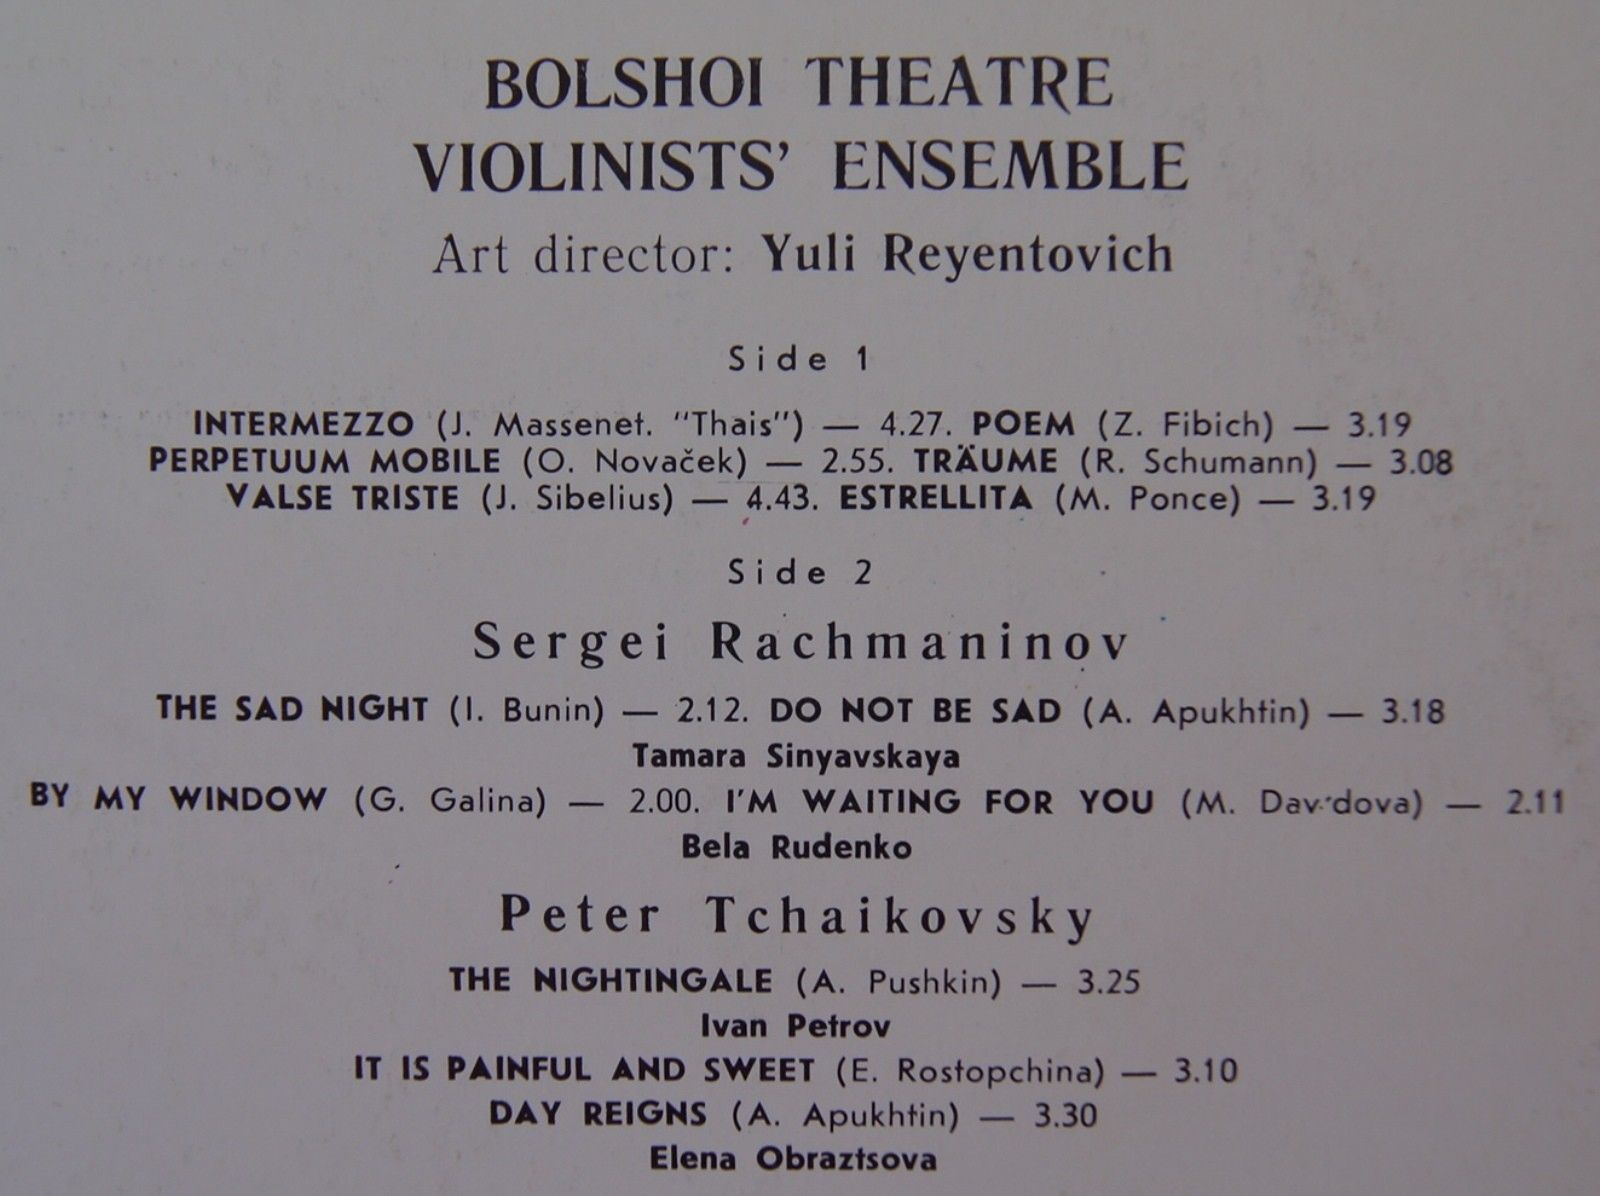 BOLSHOI THEATRE
VIOLINISTS' ENSEMBLE
Art director: Yuli Reyentovich
Side 1
INTERMEZZO (J. Massenet. "Thais") — 4.27. POEM (Z. Fibich) — 3.19
PERPETUUM MOBILE (O. Novaček) — 2.55. TRÄUME (R. Schumann) — 3.08
VALSE TRISTE (J. Sibelius) — 4.43. ESTRELLITA (M. Ponce) — 3.19
Side 2
Sergei Rachmaninov
THE SAD NIGHT (I. Bunin) — 2.12. DO NOT BE SAD (A. Apukhtin) — 3.18
Tamara Sinyavskaya
BY MY WINDOW (G. Galina) — 2.00. I'M WAITING FOR YOU (M. Davidova) — 2.11
Bela Rudenko
Peter Tchaikovsky
THE NIGHTINGALE (A. Pushkin) — 3.25
Ivan Petrov
IT IS PAINFUL AND SWEET (E. Rostopchina) — 3.10
DAY REIGNS (A. Apukhtin) — 3.30
Elena Obraztsova